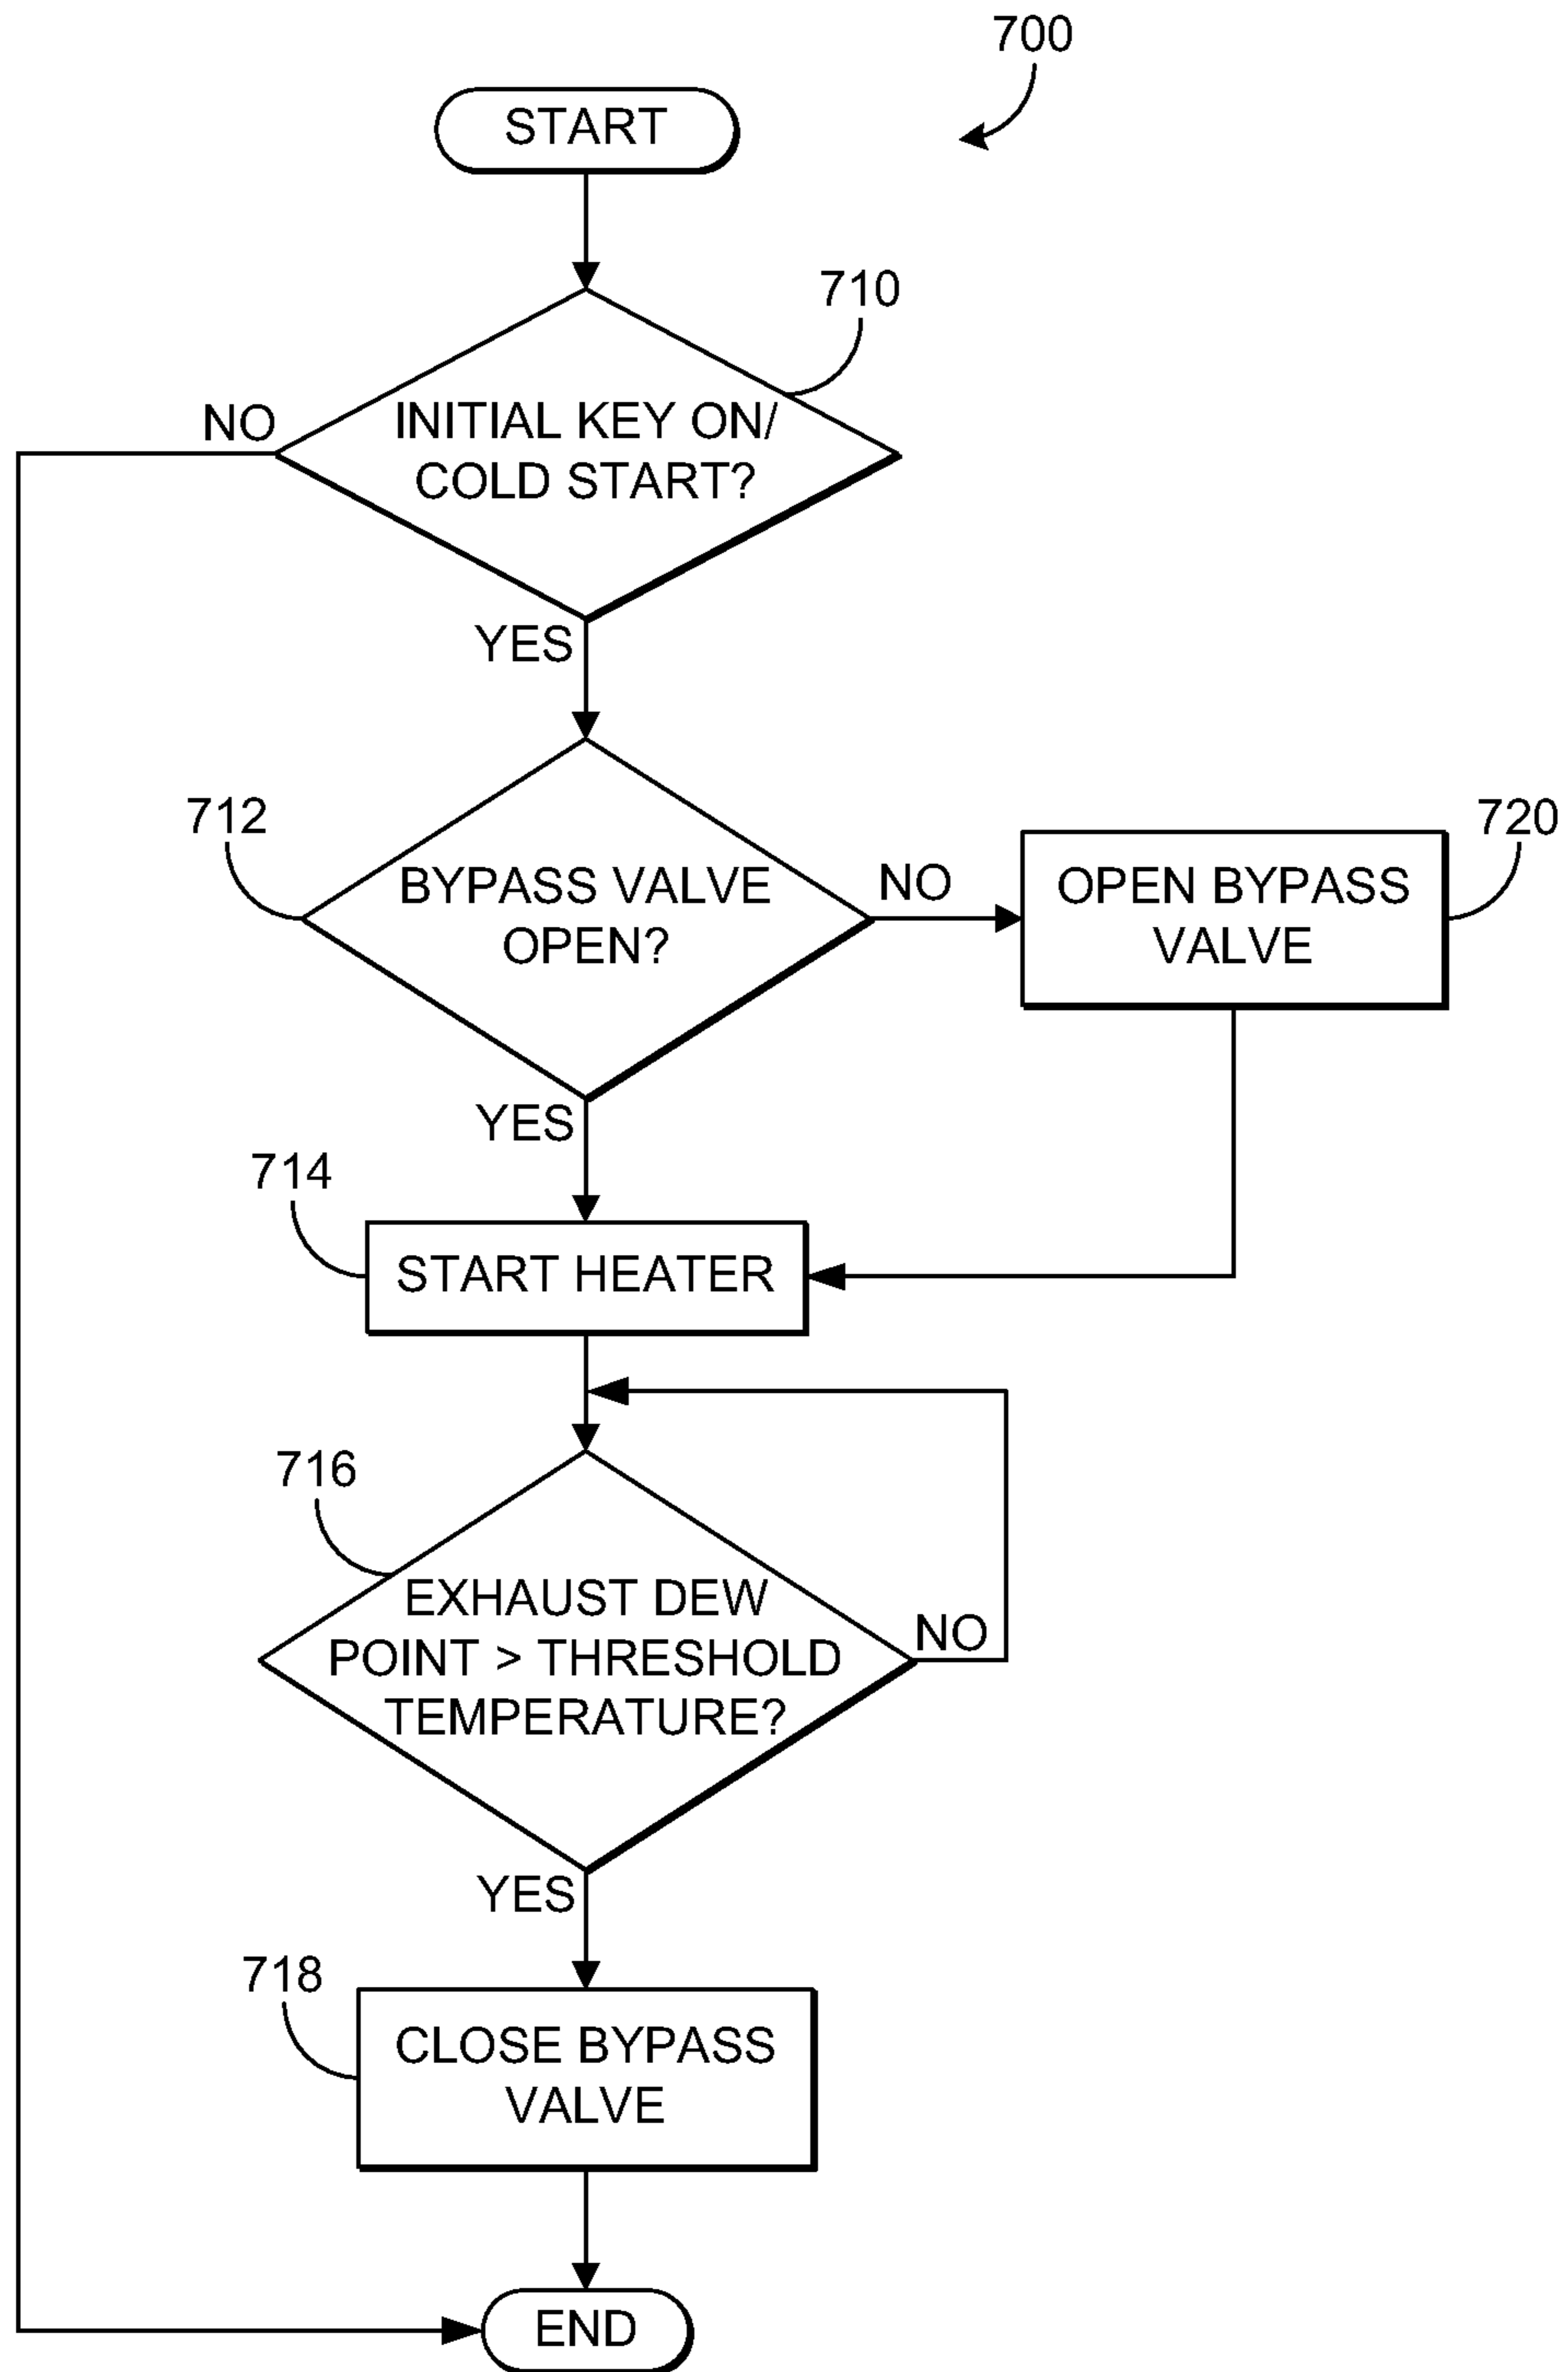 700
START
710
INITIAL KEY ON/
COLD START?
NO
YES
712
BYPASS VALVE
OPEN?
NO
720
OPEN BYPASS
VALVE
YES
714
START HEATER
716
EXHAUST DEW
POINT > THRESHOLD
TEMPERATURE?
NO
YES
718
CLOSE BYPASS
VALVE
END